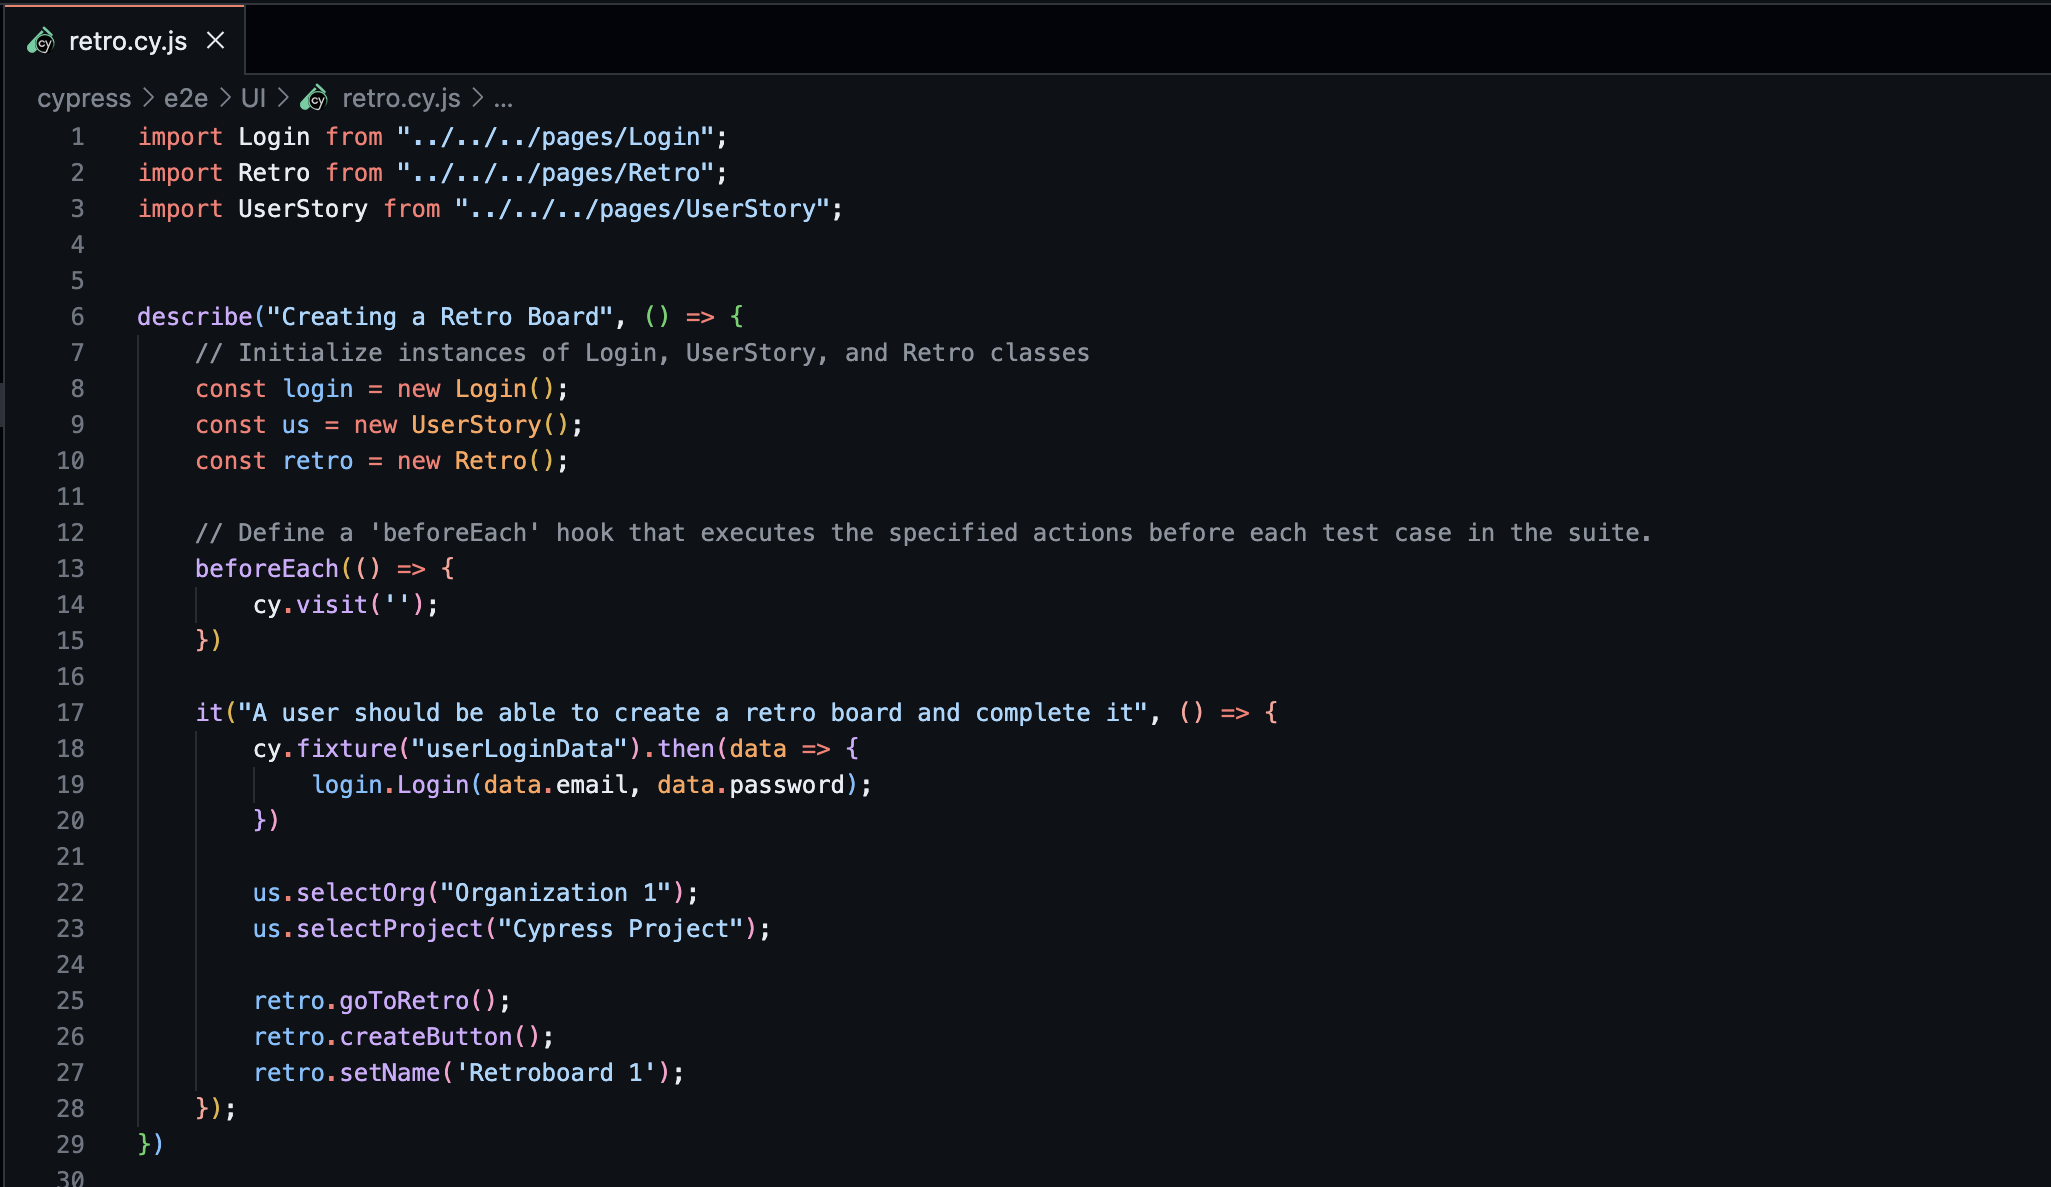 retro.cy.js
cypress > e2e > UI > retro.cy.js > ...
1 import Login from "../../../pages/Login";
2 import Retro from "../../../pages/Retro";
3 import UserStory from "../../../pages/UserStory";
4
5
6 describe("Creating a Retro Board", () => {
7     // Initialize instances of Login, UserStory, and Retro classes
8     const login = new Login();
9     const us = new UserStory();
10     const retro = new Retro();
11
12     // Define a 'beforeEach' hook that executes the specified actions before each test case in the suite.
13     beforeEach(() => {
14         cy.visit('');
15     })
16
17     it("A user should be able to create a retro board and complete it", () => {
18         cy.fixture("userLoginData").then(data => {
19             login.Login(data.email, data.password);
20         })
21
22         us.selectOrg("Organization 1");
23         us.selectProject("Cypress Project");
24
25         retro.goToRetro();
26         retro.createButton();
27         retro.setName('Retroboard 1');
28     });
29 })
30